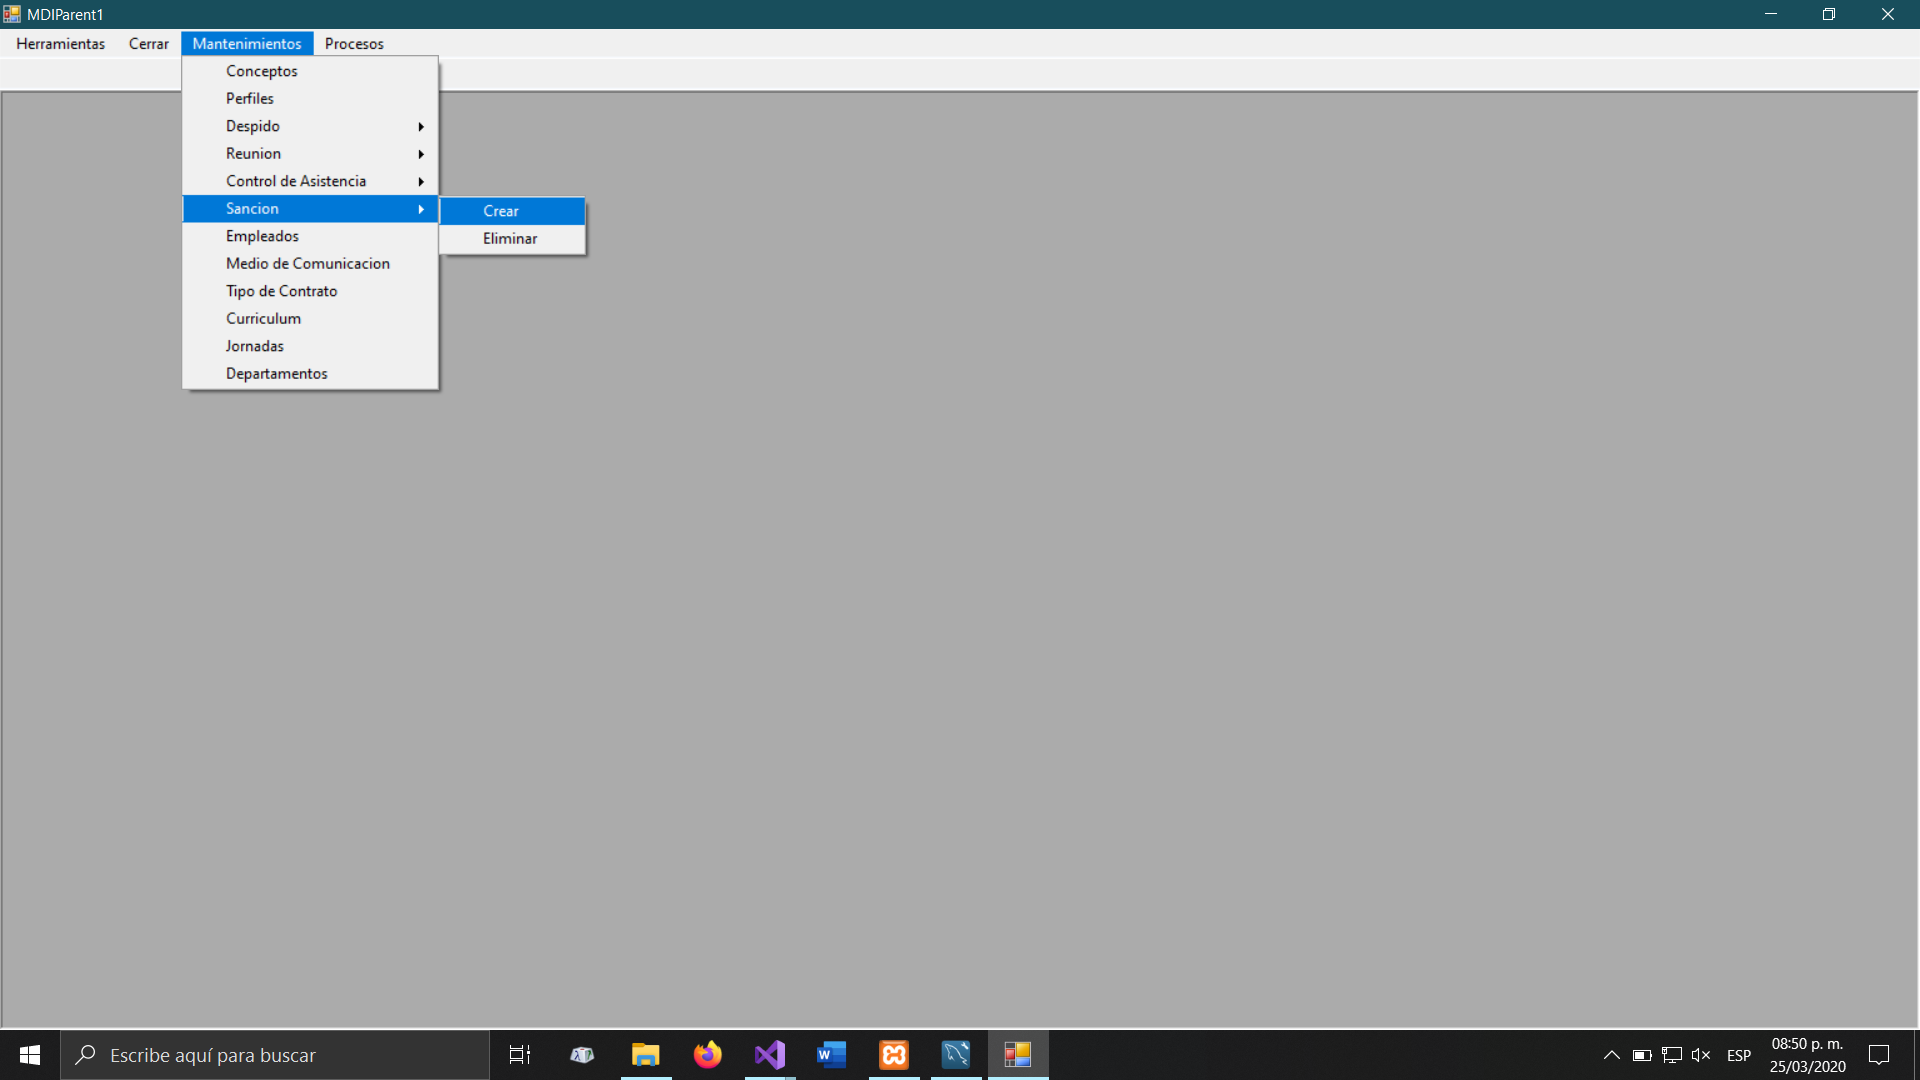 MDIParent1
Herramientas Cerrar Mantenimientos Procesos
Conceptos
Perfiles
Despido
Reunion
Control de Asistencia
Sancion
Crear
Empleados
Eliminar
Medio de Comunicacion
Tipo de Contrato
Curriculum
Jornadas
Departamentos
Escribe aquí para buscar
ESP
08:50 p. m.
25/03/2020